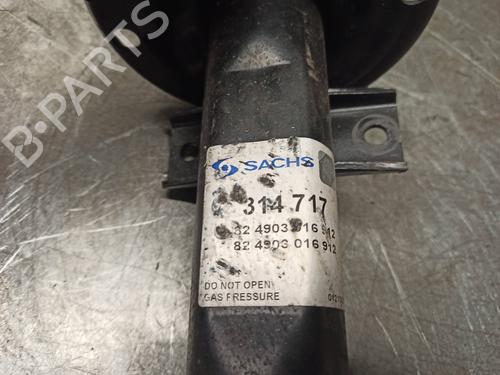 B-PARTS
SACHS
314 717
82 4903 016 912
82 4903 016 912
DO NOT OPEN
GAS PRESSURE